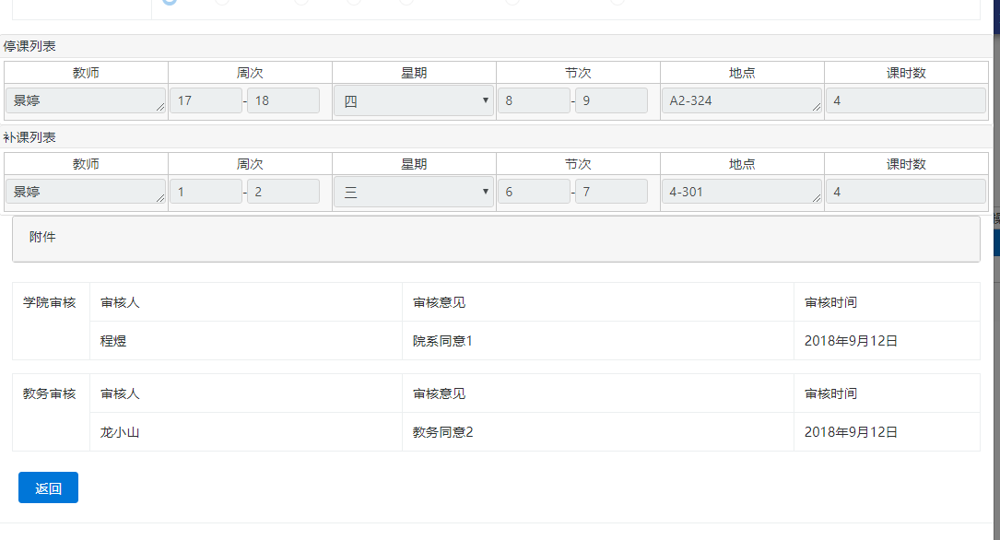 停课列表
教师 周次 星期 节次 地点 课时数
景婷 17 - 18 四 8 - 9 A2-324 4
补课列表
教师 周次 星期 节次 地点 课时数
景婷 1 - 2 三 6 - 7 4-301 4
附件
学院审核 审核人 审核意见 审核时间
程煜 院系同意1 2018年9月12日
教务审核 审核人 审核意见 审核时间
龙小山 教务同意2 2018年9月12日
返回